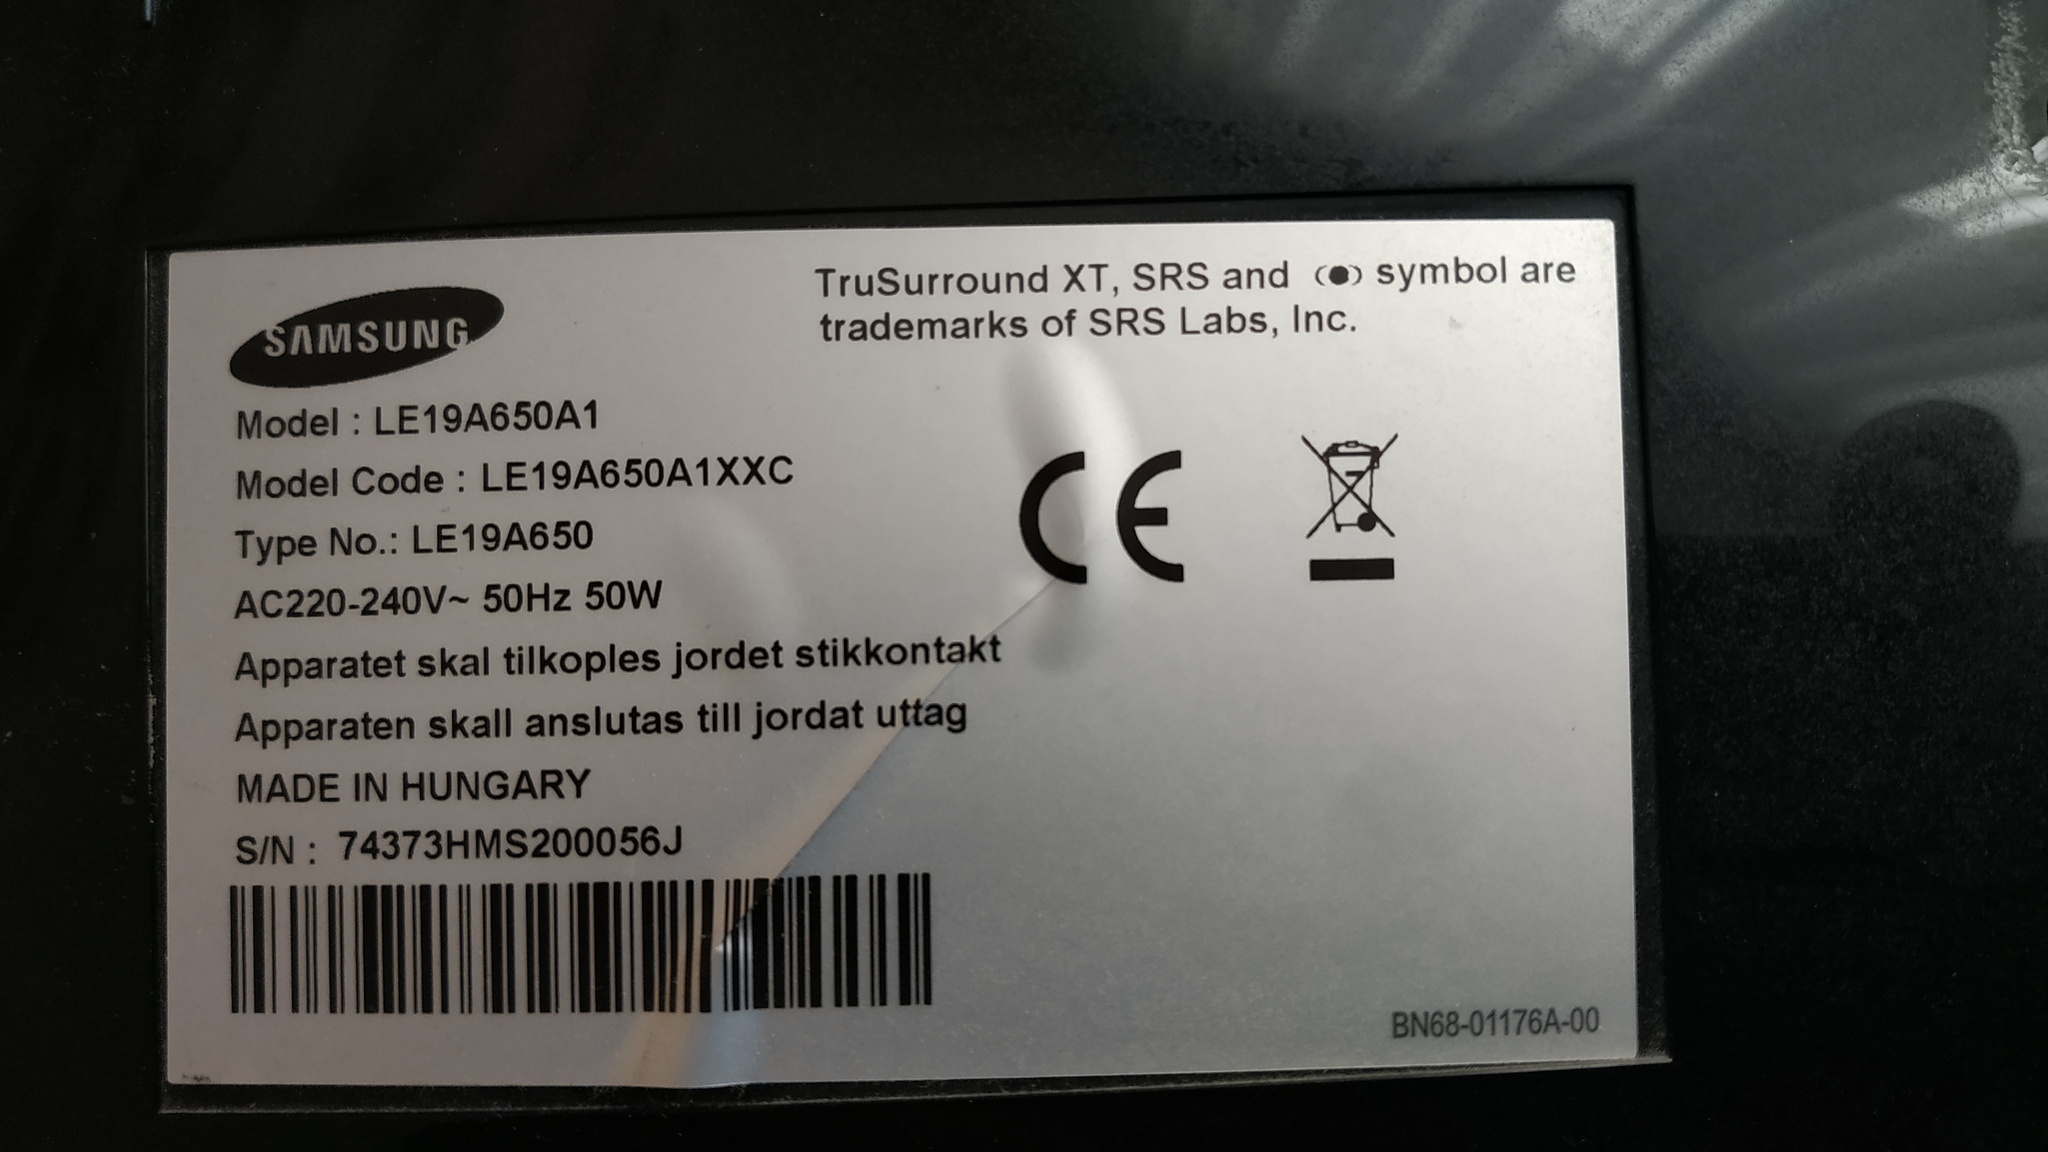 SAMSUNG
TruSurround XT, SRS and (●) symbol are
trademarks of SRS Labs, Inc.
Model : LE19A650A1
Model Code : LE19A650A1XXC
Type No.: LE19A650
AC220-240V~ 50Hz 50W
Apparatet skal tilkoples jordet stikkontakt
Apparaten skall anslutas till jordat uttag
MADE IN HUNGARY
S/N : 74373HMS200056J
CE
BN68-01176A-00